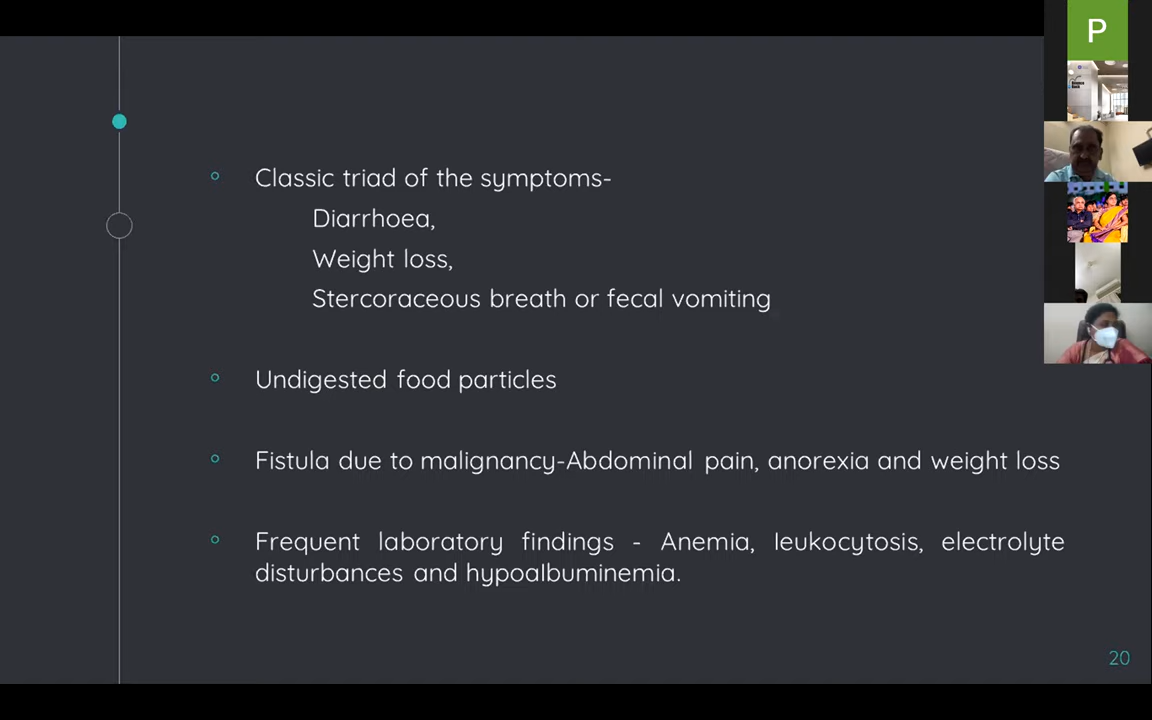 P
Classic triad of the symptoms-
Diarrhoea,
Weight loss,
Stercoraceous breath or fecal vomiting
Undigested food particles
Fistula due to malignancy-Abdominal pain, anorexia and weight loss
Frequent laboratory findings - Anemia, leukocytosis, electrolyte
disturbances and hypoalbuminemia.
20